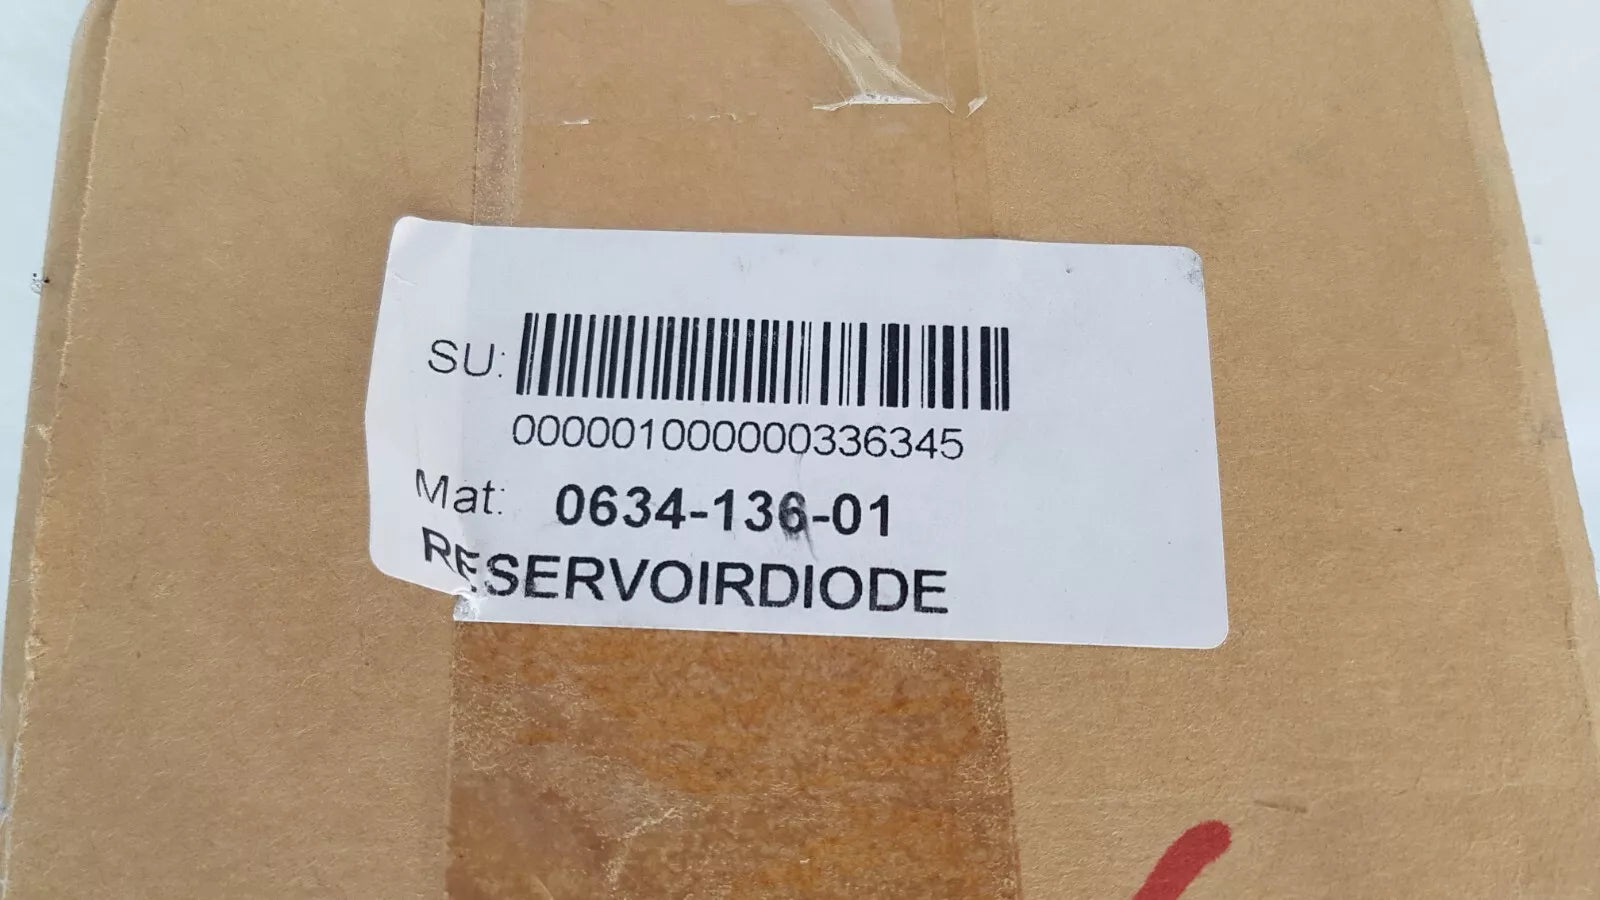 SU:
000001000000336345
Mat: 0634-136-01
RESERVOIRDIODE